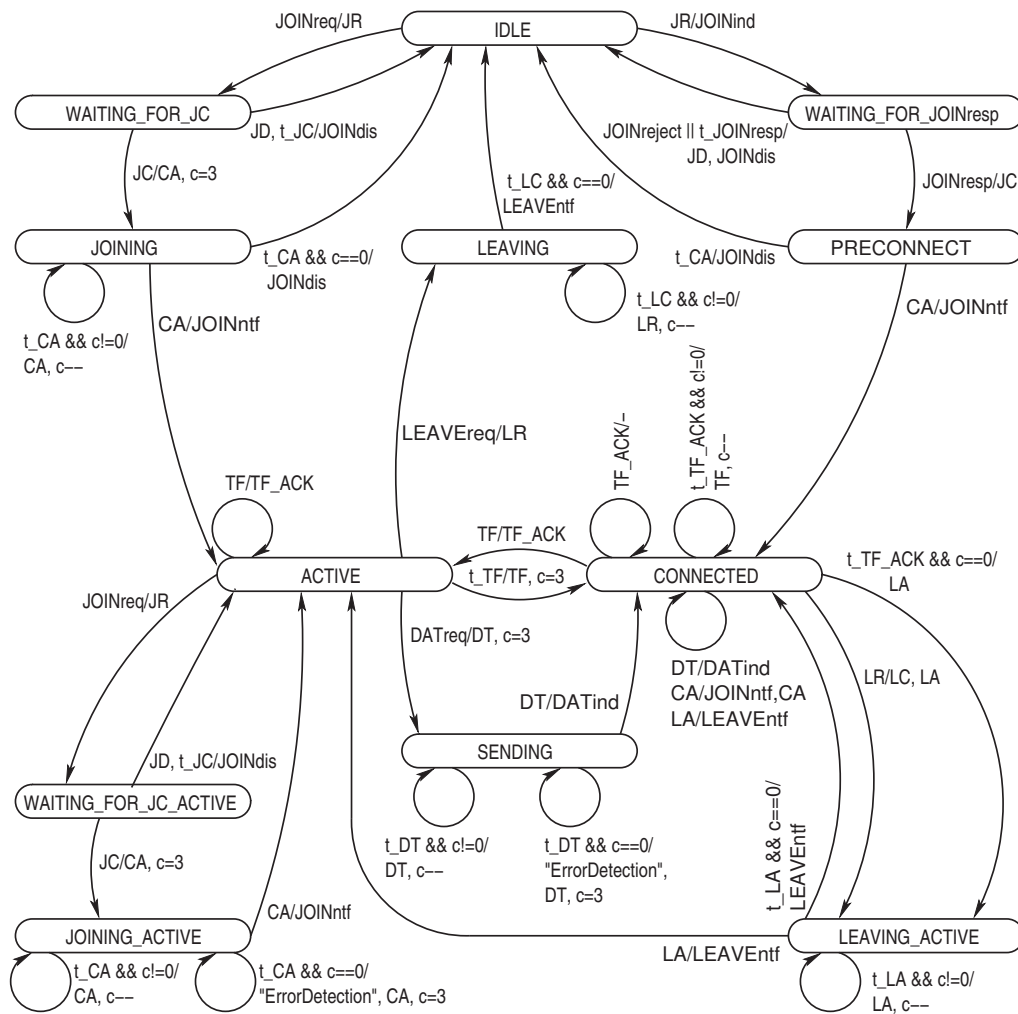 JOINreq/JR
IDLE
JR/JOINind
WAITING_FOR_JC
WAITING_FOR_JOINresp
JD, t_JC/JOINdis
JOINreject || t_JOINresp/
JD, JOINdis
JC/CA, c=3
t_LC && c==0/
LEAVEntf
JOINresp/JC
JOINING
LEAVING
PRECONNECT
t_CA && c==0/
JOINdis
t_CA/JOINdis
t_CA && c!=0/
CA, c--
CA/JOINntf
t_LC && c!=0/
LR, c--
CA/JOINntf
LEAVEreq/LR
TF_ACK/-
t_TF_ACK && c!=0/
TF, c--
TF/TF_ACK
TF/TF_ACK
ACTIVE
t_TF/TF, c=3
CONNECTED
t_TF_ACK && c==0/
LA
JOINreq/JR
DATreq/DT, c=3
DT/DATind
CA/JOINntf,CA
LA/LEAVEntf
LR/LC, LA
DT/DATind
JD, t_JC/JOINdis
SENDING
WAITING_FOR_JC_ACTIVE
t_DT && c!=0/
DT, c--
t_DT && c==0/
"ErrorDetection",
DT, c=3
t_LA && c==0/
LEAVEntf
JC/CA, c=3
CA/JOINntf
JOINING_ACTIVE
LA/LEAVEntf
LEAVING_ACTIVE
t_CA && c!=0/
CA, c--
t_CA && c==0/
"ErrorDetection", CA, c=3
t_LA && c!=0/
LA, c--